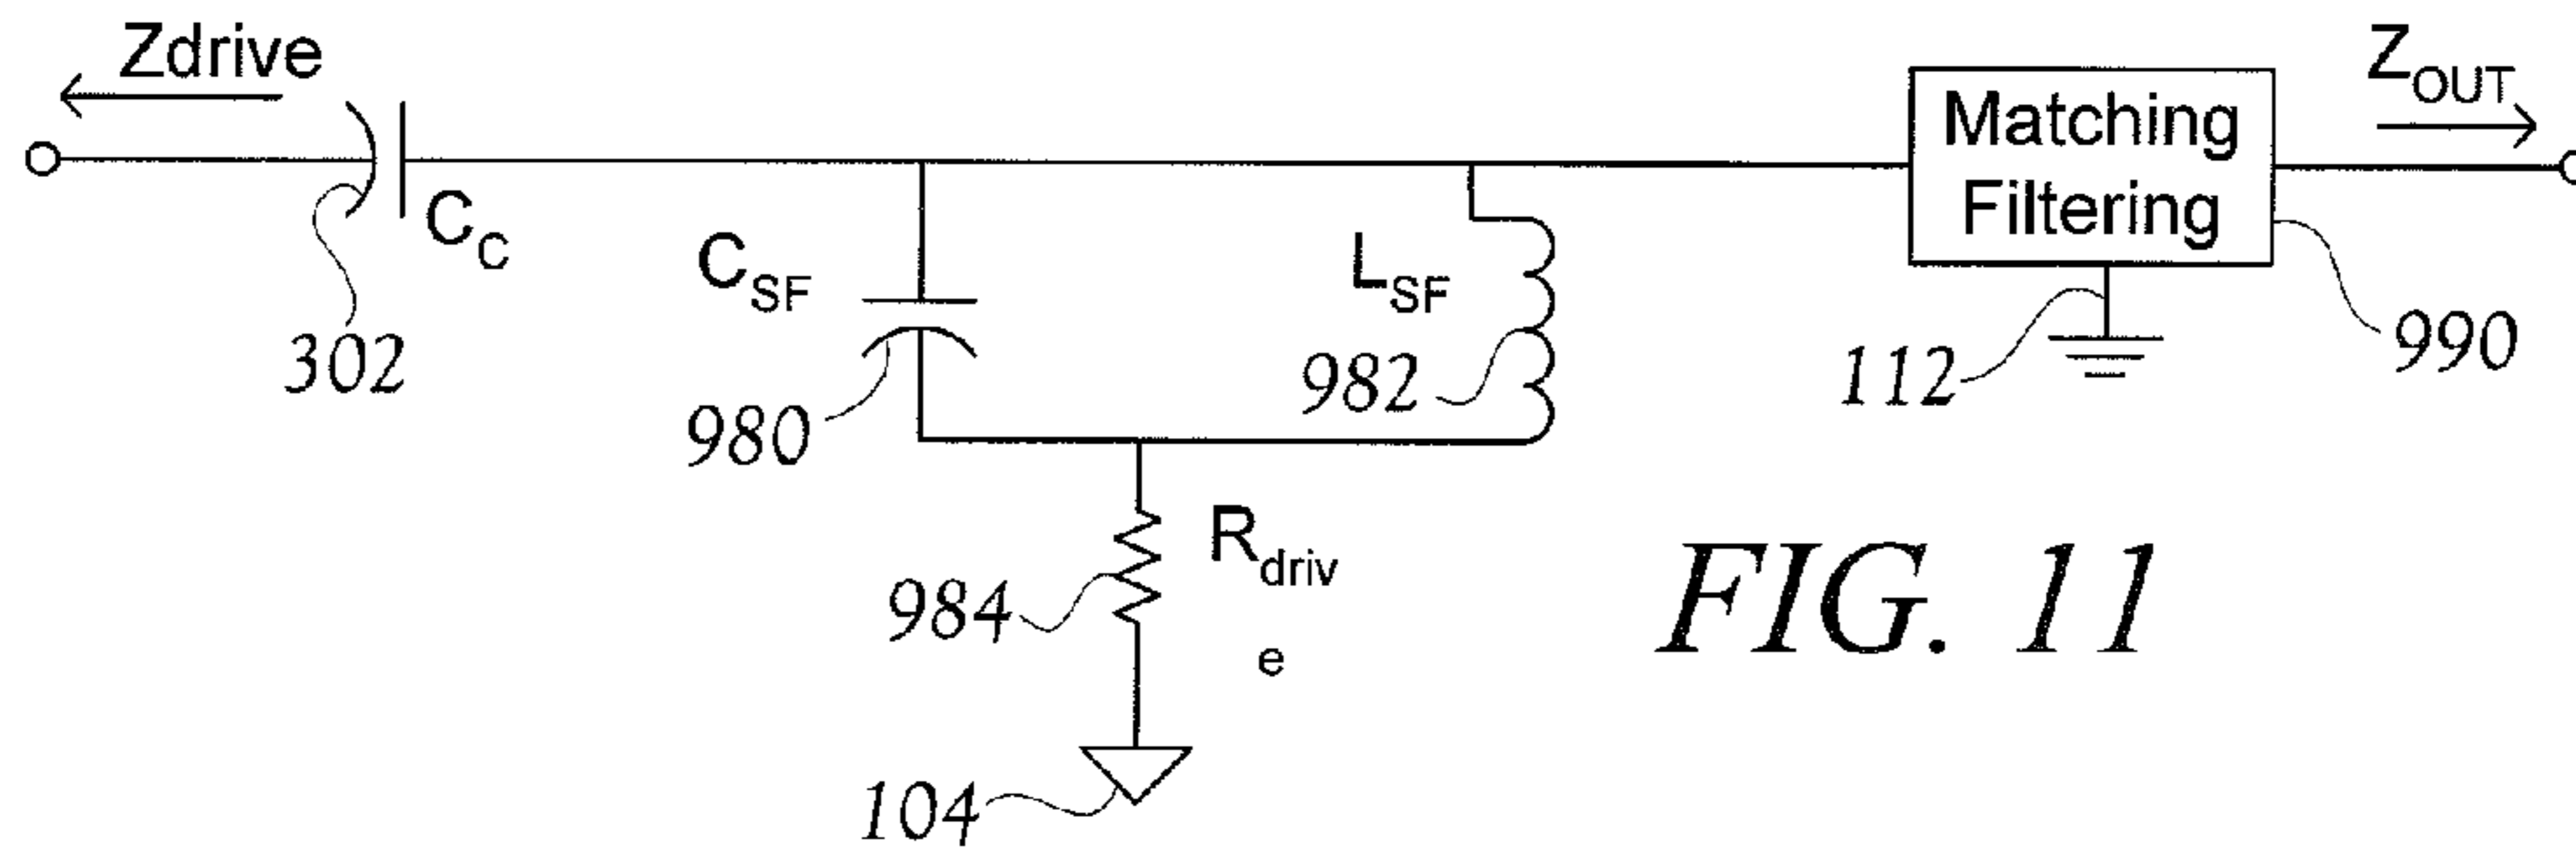 Zdrive
Z_OUT
Matching
Filtering
C_C
C_SF
L_SF
302
980
982
112
990
R_driv
e
984
FIG. 11
104